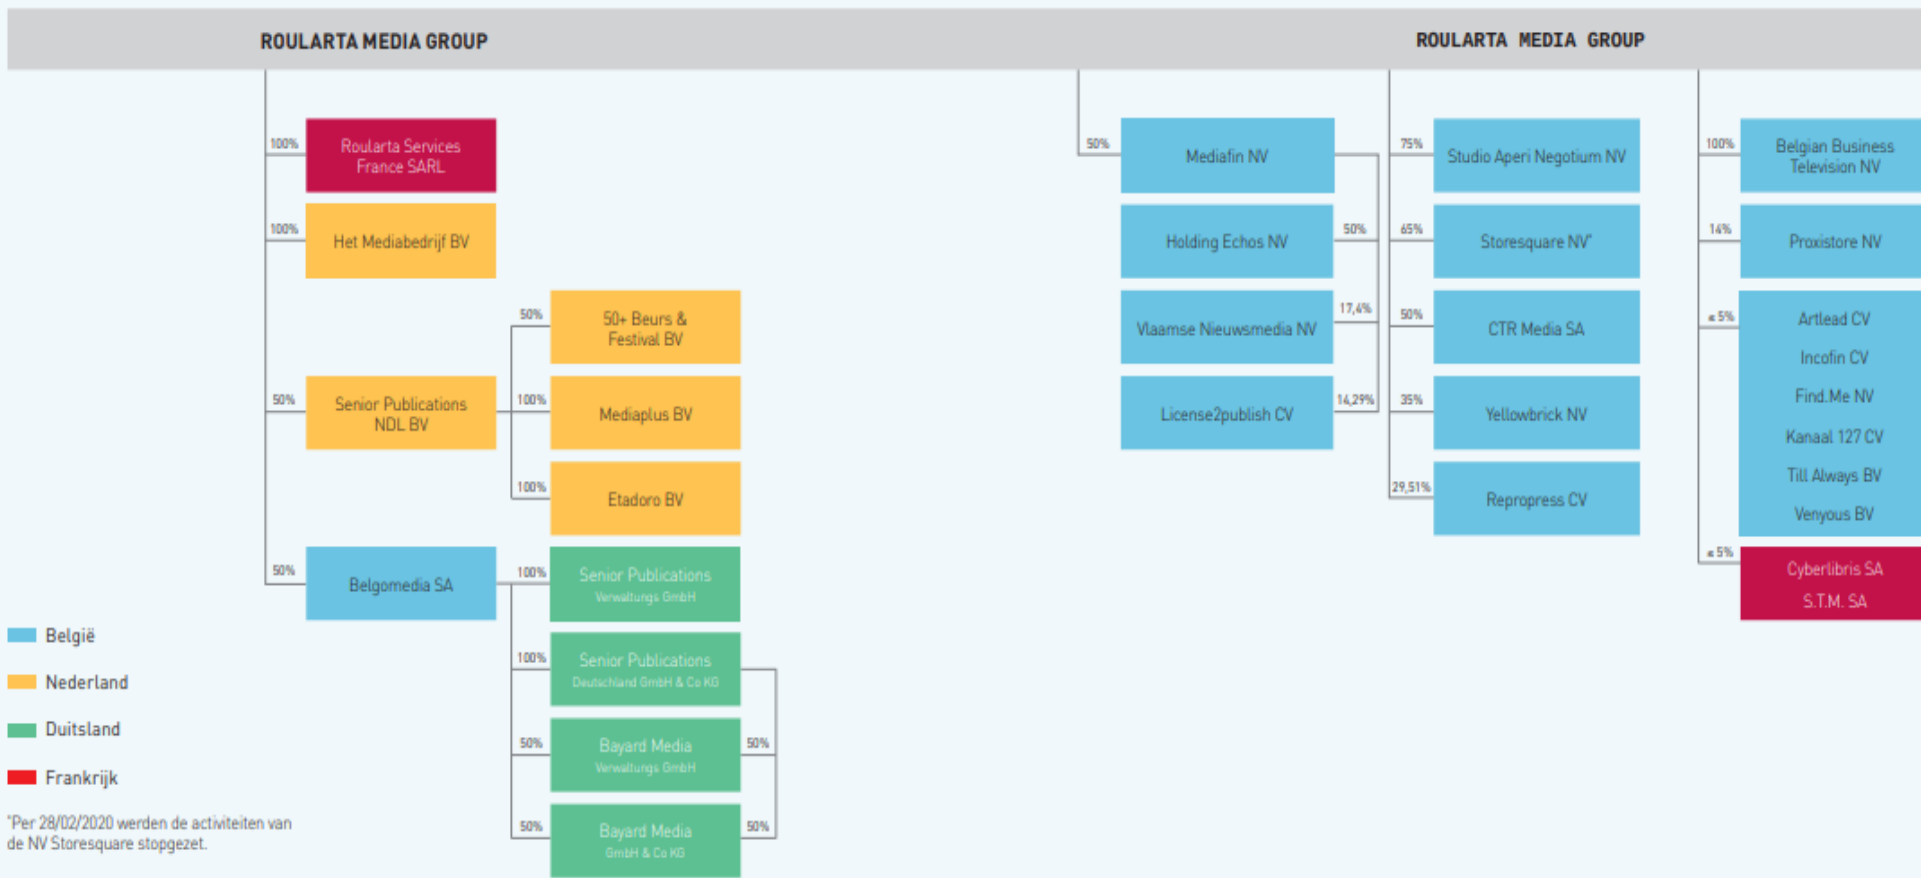 ROULARTA MEDIA GROUP
100%
Roularta Services
France SARL
100%
Het Mediabedrijf BV
50%
Senior Publications
NDL BV
50%
50+ Beurs &
Festival BV
100%
Mediaplus BV
100%
Etadoro BV
50%
Belgomedia SA
100%
Senior Publications
Verwaltungs GmbH
100%
Senior Publications
Deutschland GmbH & Co KG
50%
Bayard Media
Verwaltungs GmbH
50%
50%
Bayard Media
GmbH & Co KG
50%
België
Nederland
Duitsland
Frankrijk
*Per 28/02/2020 werden de activiteiten van
de NV Storesquare stopgezet.
ROULARTA MEDIA GROUP
50%
Mediafin NV
Holding Echos NV
50%
Vlaamse Nieuwsmedia NV
17,4%
License2publish CV
14,29%
75%
Studio Aperi Negotium NV
65%
Storesquare NV*
50%
CTR Media SA
35%
Yellowbrick NV
29,51%
Repropress CV
100%
Belgian Business
Television NV
14%
Proxistore NV
≤ 5%
Artlead CV
Incofin CV
Find.Me NV
Kanaal 127 CV
Till Always BV
Venyous BV
≤ 5%
Cyberlibris SA
S.T.M. SA